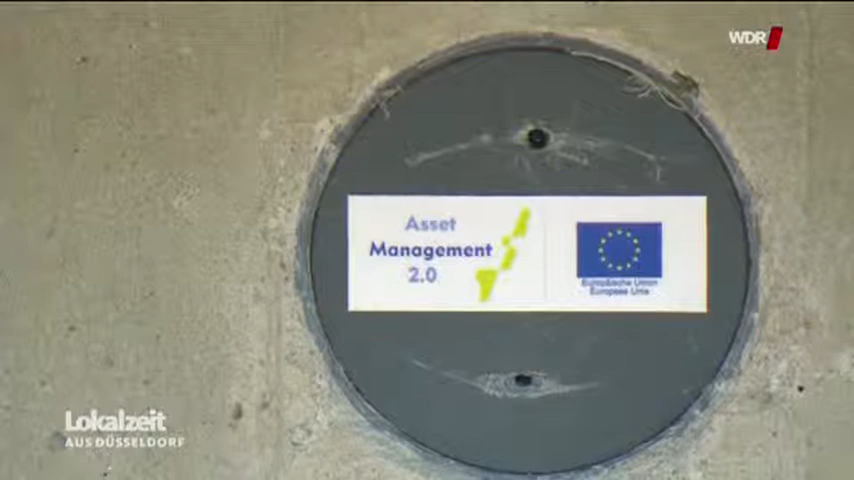 WDR
Asset
Management
2.0
Europäische Union
Europese Unie
Lokalzeit
AUS DÜSSELDORF